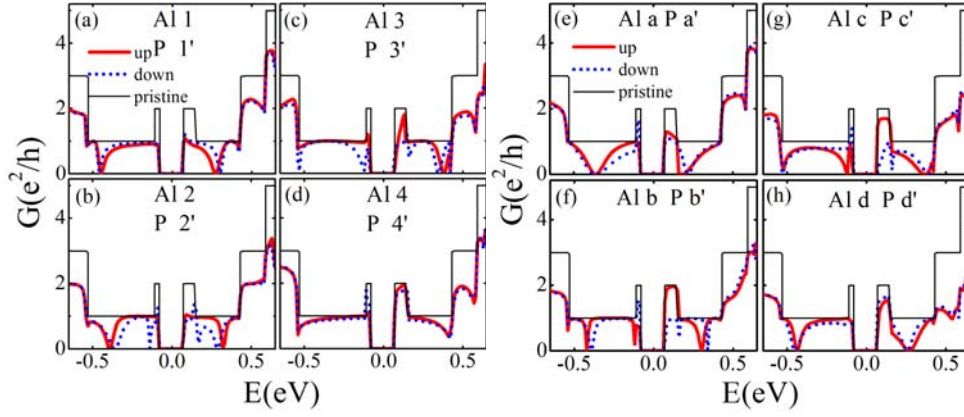 (a) Al 1
P 1'
up
down
pristine
(c) Al 3
P 3'
(b) Al 2
P 2'
(d) Al 4
P 4'
G(e²/h)
4
2
0
4
2
0
-0.5 0.0 0.5 -0.5 0.0 0.5
E(eV)
(e) Al a P a'
up
down
pristine
(g) Al c P c'
(f) Al b P b'
(h) Al d P d'
G(e²/h)
4
2
0
4
2
0
-0.5 0.0 0.5 -0.5 0.0 0.5
E(eV)